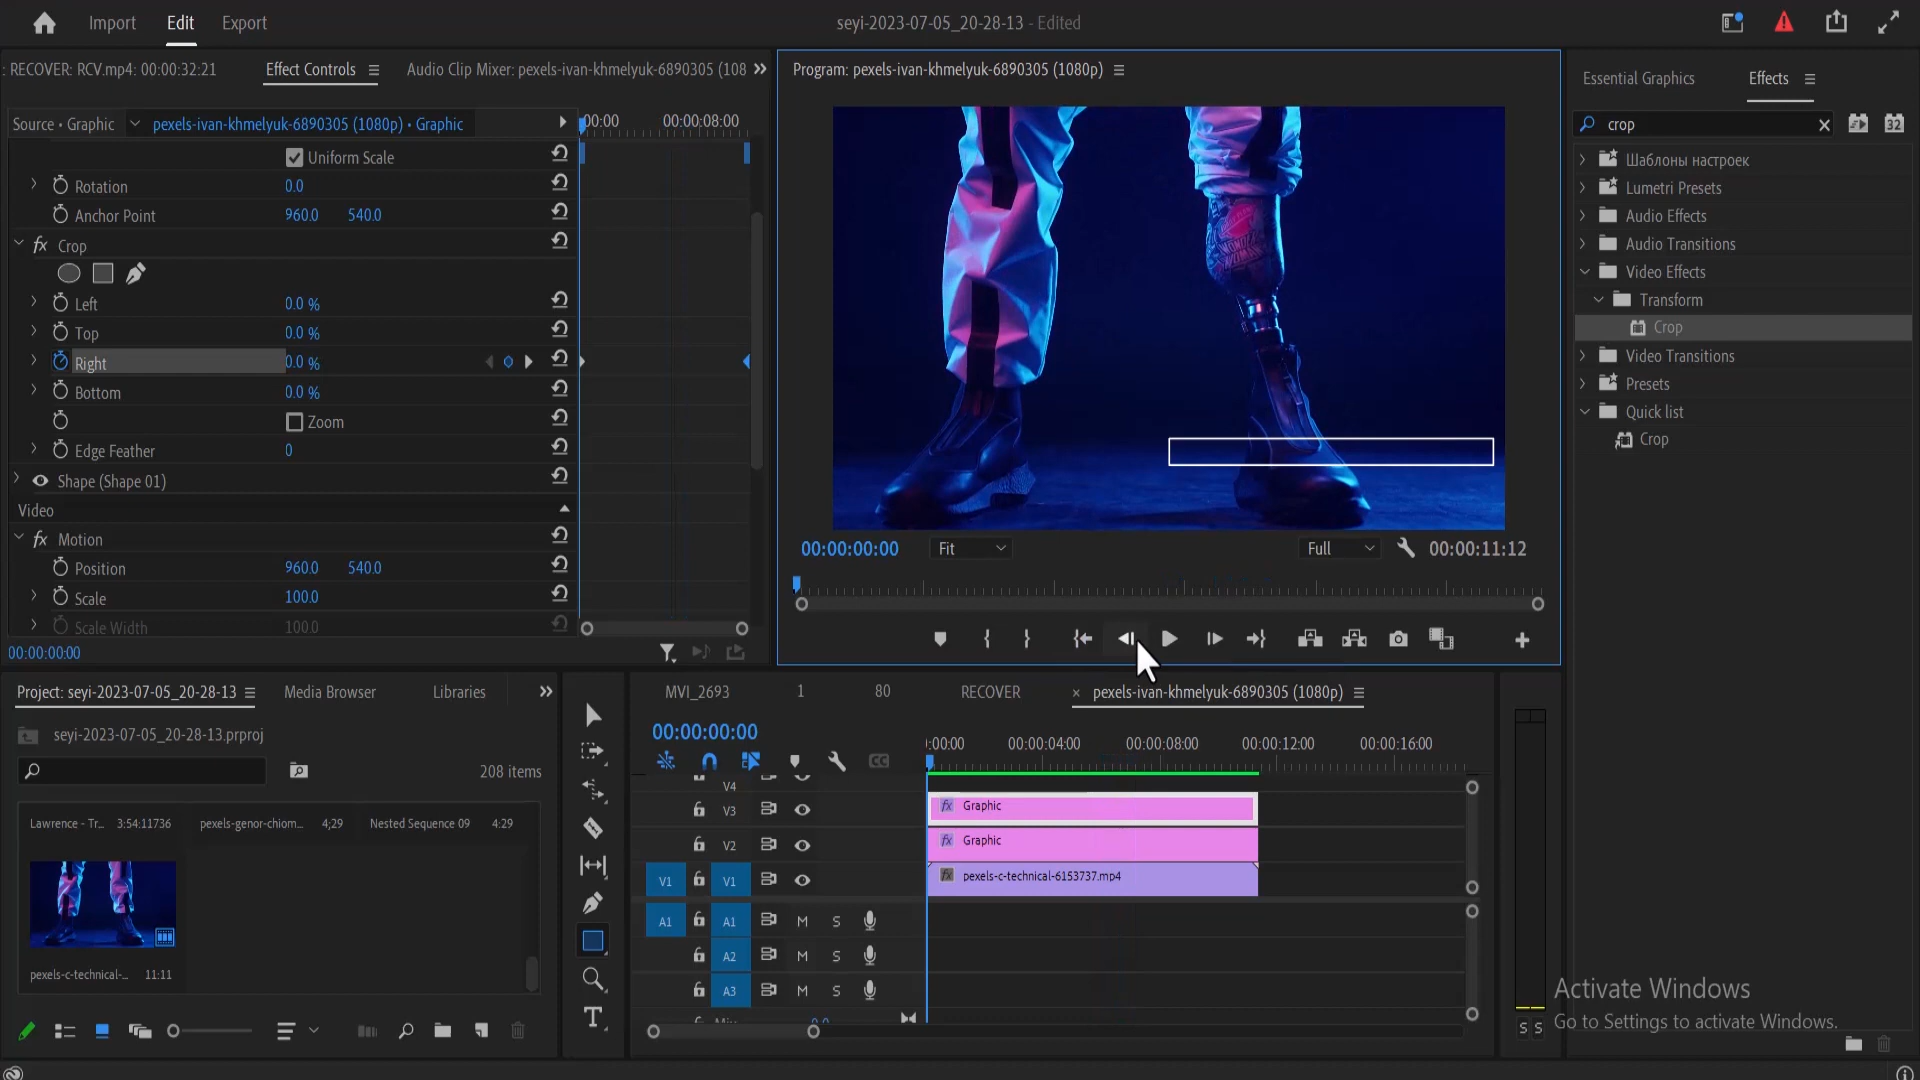 Import
Edit
Export
seyi-2023-07-05_20-28-13 - Edited
: RECOVER: RCV.mp4: 00:00:32:21
Effect Controls
Audio Clip Mixer: pexels-ivan-khmelyuk-6890305 (108
Program: pexels-ivan-khmelyuk-6890305 (1080p)
Essential Graphics
Effects
Source • Graphic
pexels-ivan-khmelyuk-6890305 (1080p) • Graphic
:00:00
00:00:08:00
crop
32
Uniform Scale
Rotation
0.0
Anchor Point
960.0
540.0
fx
Crop
Left
0.0 %
Top
0.0 %
Right
0.0 %
Bottom
0.0 %
Zoom
Edge Feather
0
Shape (Shape 01)
Video
fx
Motion
Position
960.0
540.0
Scale
100.0
Scale Width
100.0
00:00:00:00
Шаблоны настроек
Lumetri Presets
Audio Effects
Audio Transitions
Video Effects
Transform
Crop
Video Transitions
Presets
Quick list
Crop
00:00:00:00
Fit
Full
00:00:11:12
Project: seyi-2023-07-05_20-28-13
Media Browser
Libraries
seyi-2023-07-05_20-28-13.prproj
208 items
Lawrence - Tr...
3:54:11736
pexels-genor-chiom...
4;29
Nested Sequence 09
4:29
pexels-c-technical-...
11:11
MVI_2693
1
80
RECOVER
pexels-ivan-khmelyuk-6890305 (1080p)
00:00:00:00
:00:00
00:00:04:00
00:00:08:00
00:00:12:00
00:00:16:00
CC
V4
V3
fx
Graphic
V2
fx
Graphic
V1
V1
fx
pexels-c-technical-6153737.mp4
A1
A1
M
S
A2
M
S
A3
M
S
Mix
0.0
T
S
S
Activate Windows
Go to Settings to activate Windows.